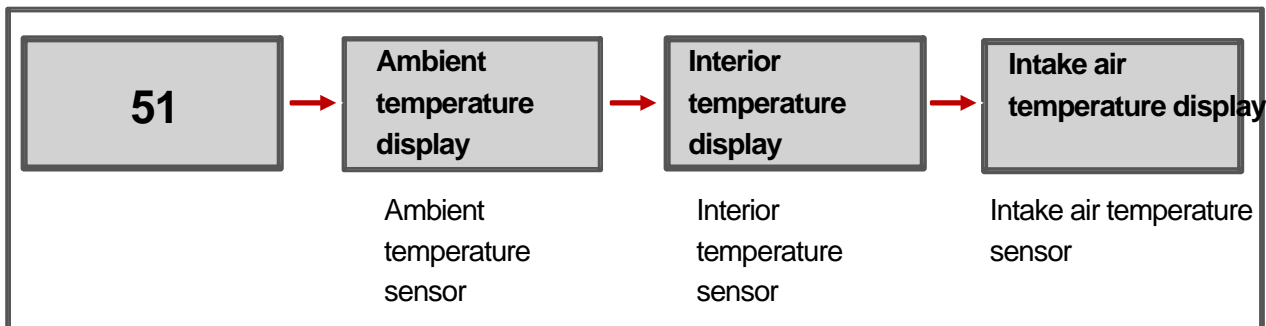 51
Ambient
temperature
display
Interior
temperature
display
Intake air
temperature display
Ambient
temperature
sensor
Interior
temperature
sensor
Intake air temperature
sensor